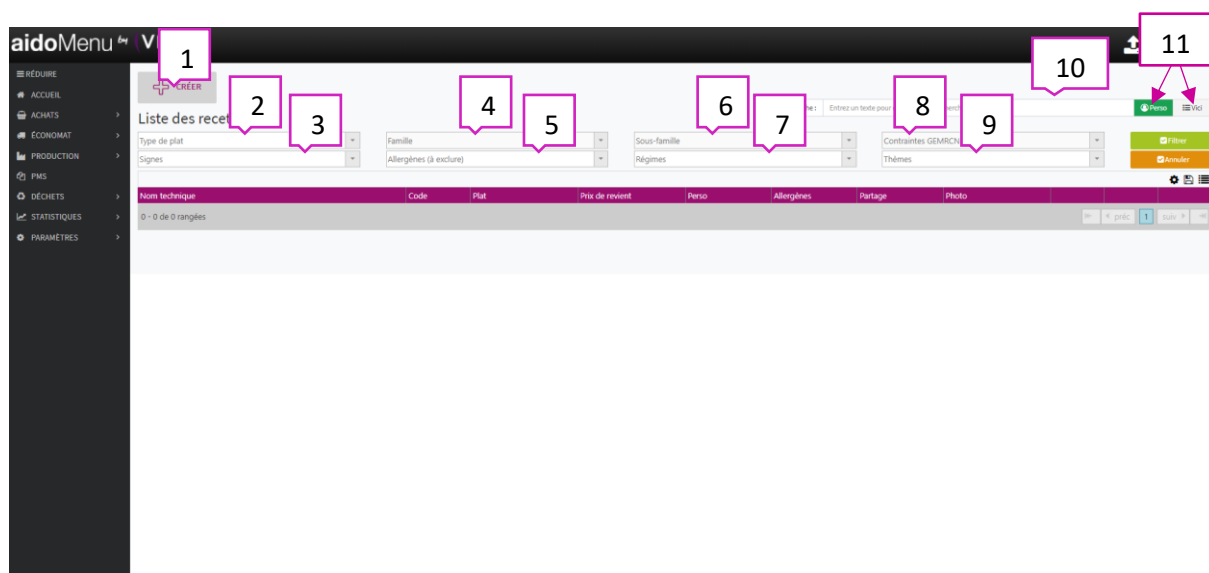 aidoMenu by V
1
11
10
RÉDUIRE
CRÉER
ACCUEIL
2
4
6
8
ACHATS
Entrez un texte pour
Perso
Vici
Liste des recet
3
5
7
9
ÉCONOMAT
Type de plat
Famille
Sous-famille
Contraintes GEMRCN
Filtrer
PRODUCTION
Signes
Allergènes (à exclure)
Régimes
Thèmes
Annuler
PMS
DÉCHETS
Nom technique
Code
Plat
Prix de revient
Perso
Allergènes
Partage
Photo
STATISTIQUES
0 - 0 de 0 rangées
préc
1
suiv
PARAMÈTRES